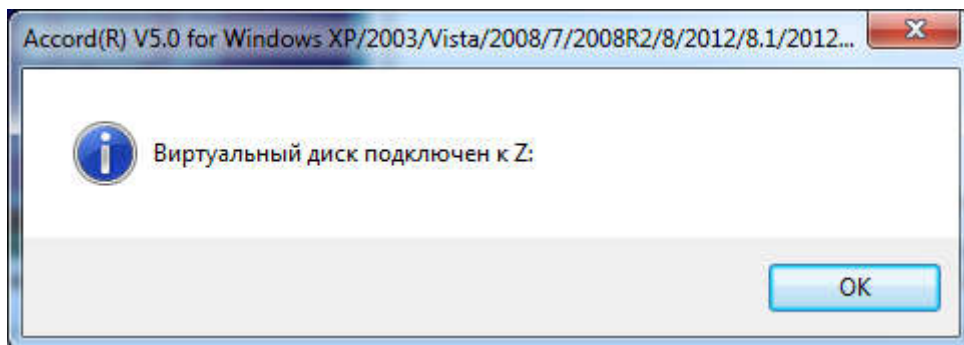 Accord(R) V5.0 for Windows XP/2003/Vista/2008/7/2008R2/8/2012/8.1/2012...
Виртуальный диск подключен к Z:
OK